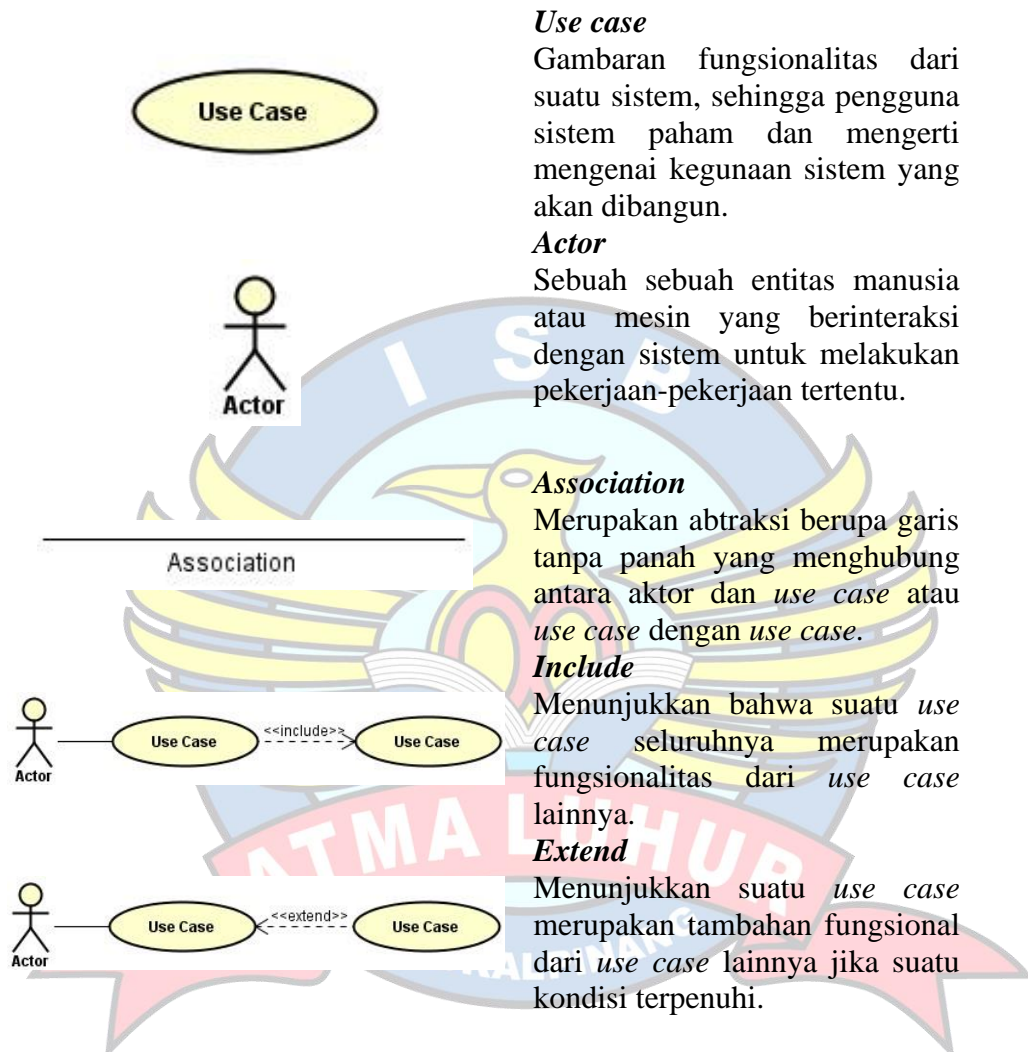 Use case
Gambaran fungsionalitas dari
suatu sistem, sehingga pengguna
sistem paham dan mengerti
mengenai kegunaan sistem yang
akan dibangun.
Use Case
Actor
Sebuah sebuah entitas manusia
atau mesin yang berinteraksi
dengan sistem untuk melakukan
pekerjaan-pekerjaan tertentu.
Actor
I S B
Association
Merupakan abtraksi berupa garis
tanpa panah yang menghubung
antara aktor dan use case atau
use case dengan use case.
Association
Include
Menunjukkan bahwa suatu use
case seluruhnya merupakan
fungsionalitas dari use case
lainnya.
Actor
Use Case
<<include>>
Use Case
ATMA LUHUR
Extend
Menunjukkan suatu use case
merupakan tambahan fungsional
dari use case lainnya jika suatu
kondisi terpenuhi.
Actor
Use Case
<<extend>>
Use Case